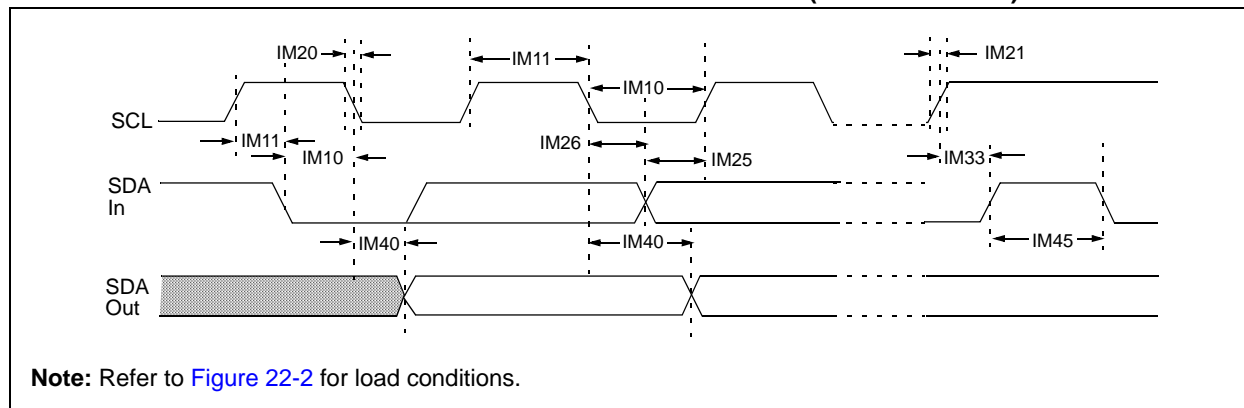 IM20
IM11
IM10
IM21
SCL
IM11
IM10
IM26
IM25
IM33
SDA
In
IM40
IM40
IM45
SDA
Out
Note: Refer to Figure 22-2 for load conditions.